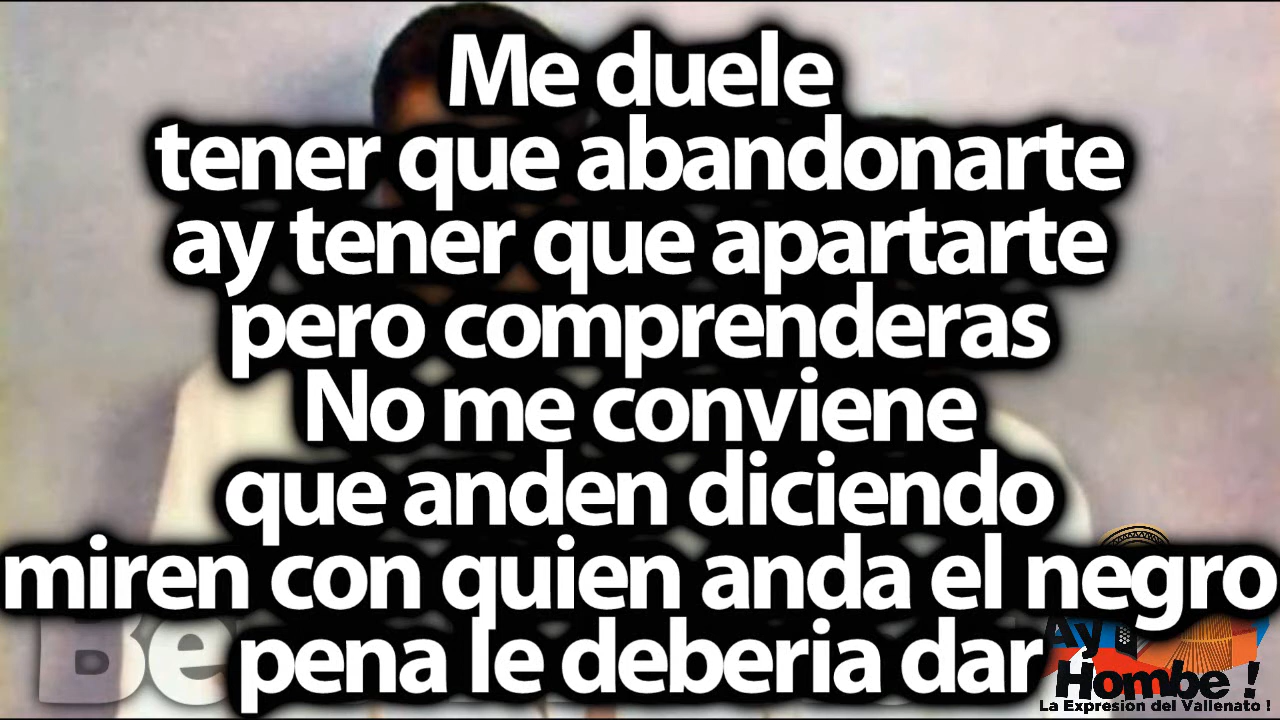 Me duele
tener que abandonarte
ay tener que apartarte
pero comprenderas
No me conviene
que anden diciendo
miren con quien anda el negro
pena le deberia dar
Ay
Hombe !
La Expresion del Vallenato !